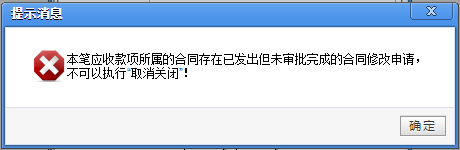 提示消息
本笔应收款项所属的合同存在已发出但未审批完成的合同修改申请，
不可以执行“取消关闭”！
确定